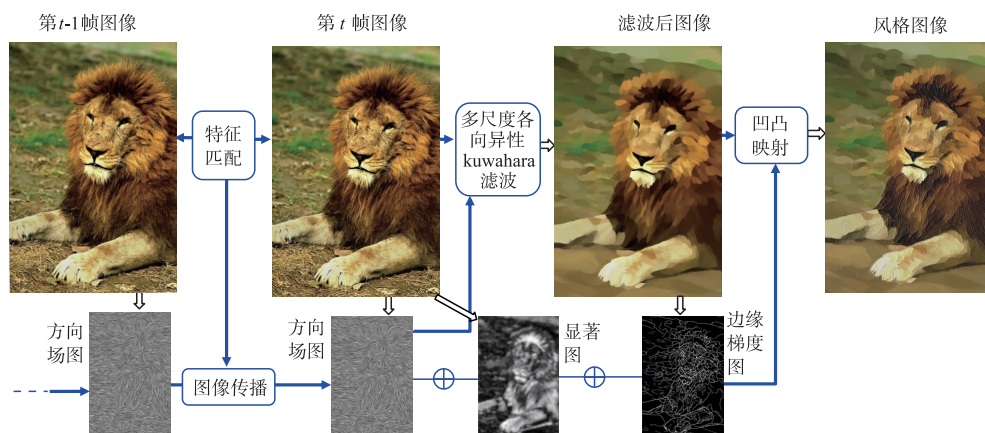 第t-1帧图像
第 t 帧图像
滤波后图像
风格图像
特征
匹配
多尺度各
向异性
kuwahara
滤波
凹凸
映射
方向
场图
图像传播
方向
场图
显著
图
边缘
梯度
图